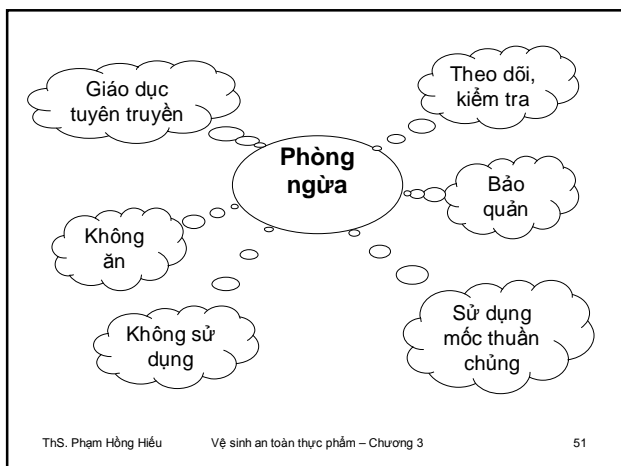 Giáo dục
tuyên truyền
Theo dõi,
kiểm tra
Phòng
ngừa
Bảo
quản
Không
ăn
Không sử
dụng
Sử dụng
mốc thuần
chủng
ThS. Phạm Hồng Hiếu Vệ sinh an toàn thực phẩm – Chương 3 51